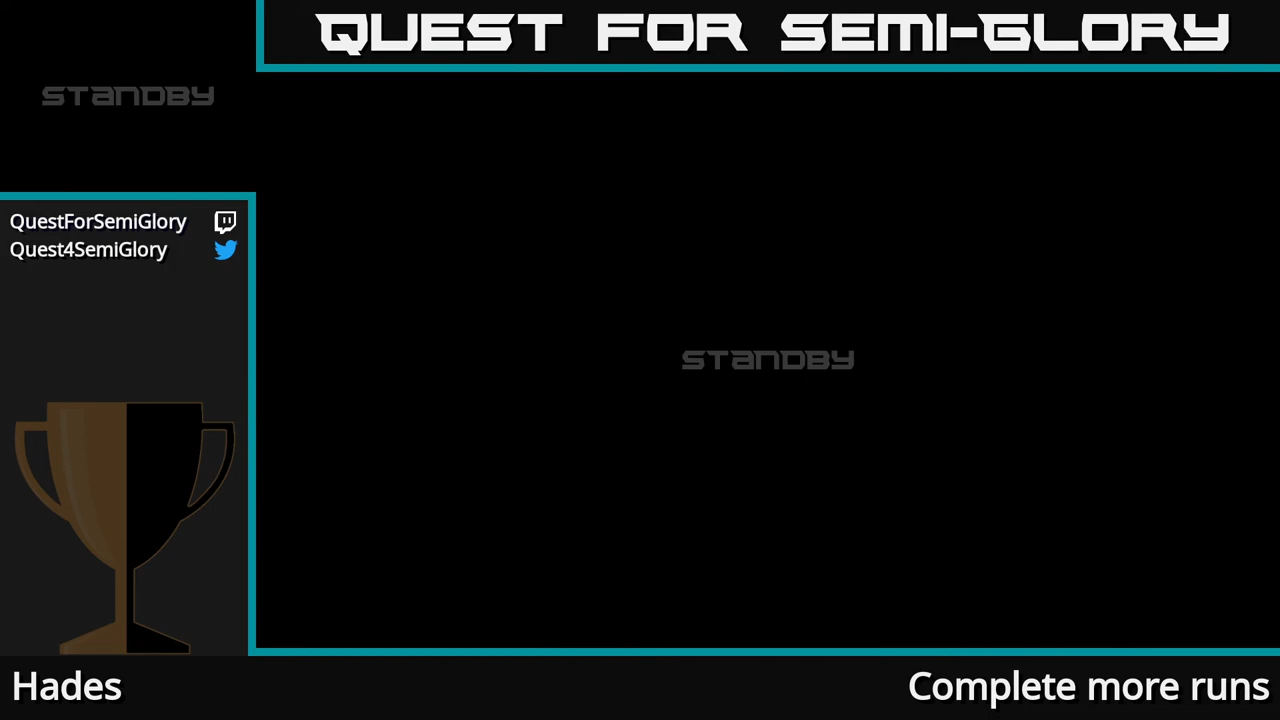 QUEST FOR SEMI-GLORY
STANDBY
QuestForSemiGlory
Quest4SemiGlory
STANDBY
Hades
Complete more runs